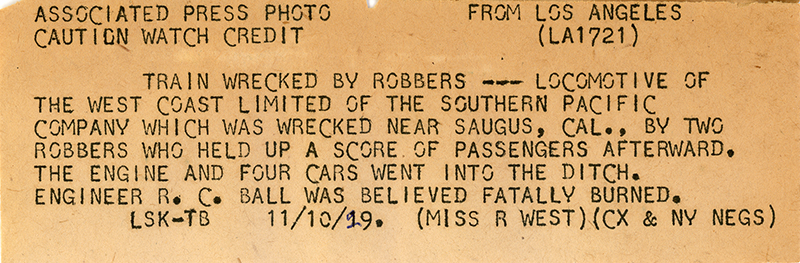 ASSOCIATED PRESS PHOTO FROM LOS ANGELES
CAUTION WATCH CREDIT (LA1721)
TRAIN WRECKED BY ROBBERS --- LOCOMOTIVE OF
THE WEST COAST LIMITED OF THE SOUTHERN PACIFIC
COMPANY WHICH WAS WRECKED NEAR SAUGUS, CAL., BY TWO
ROBBERS WHO HELD UP A SCORE OF PASSENGERS AFTERWARD.
THE ENGINE AND FOUR CARS WENT INTO THE DITCH.
ENGINEER R. C. BALL WAS BELIEVED FATALLY BURNED.
LSK-TB 11/10/29. (MISS R WEST)(CX & NY NEGS)